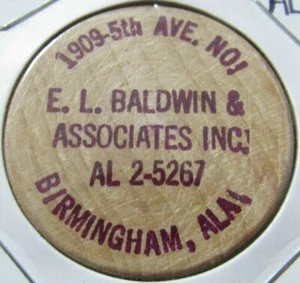 1909-5th AVE. NO.
E. L. BALDWIN &
ASSOCIATES INC.
AL 2-5267
BIRMINGHAM, ALA.